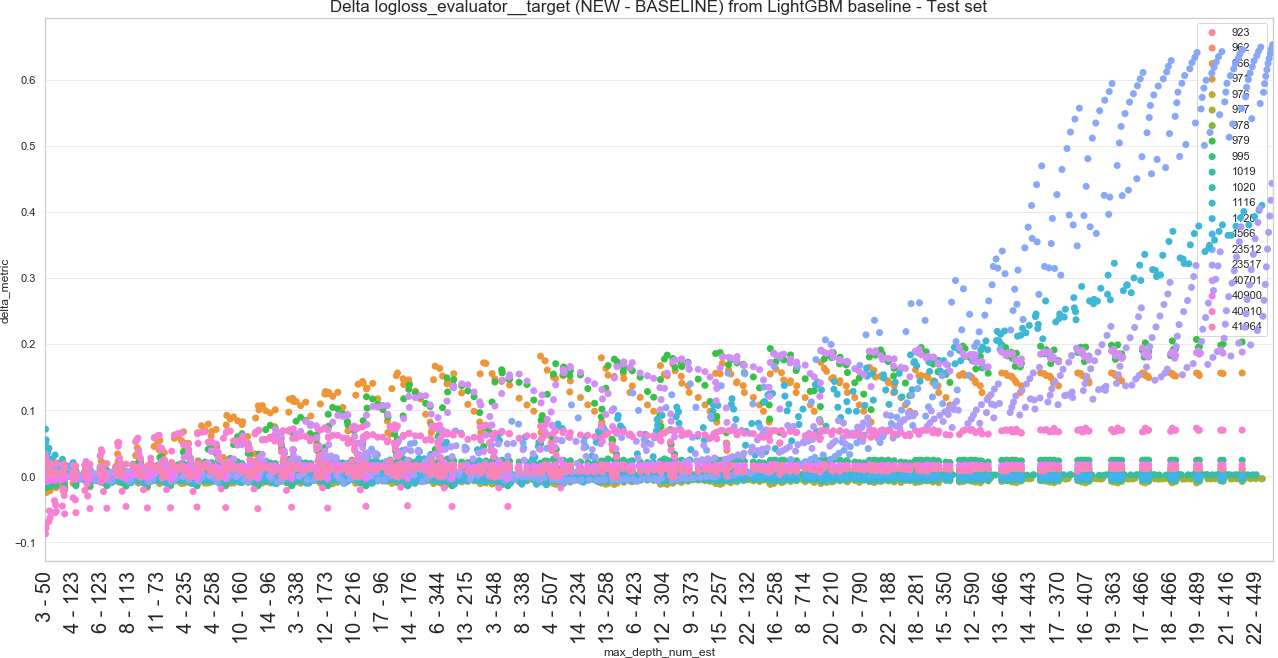 Delta logloss_evaluator__target (NEW - BASELINE) from LightGBM baseline - Test set
delta_metric
0.6
0.5
0.4
0.3
0.2
0.1
0.0
−0.1
923
962
971
976
977
978
979
995
1019
1020
1116
1566
23512
23517
40701
40900
40910
3 - 50
4 - 123
6 - 123
8 - 113
11 - 73
4 - 235
4 - 258
10 - 160
14 - 96
3 - 338
12 - 173
10 - 216
17 - 96
14 - 176
6 - 344
13 - 215
3 - 548
8 - 338
4 - 507
14 - 234
13 - 258
6 - 423
12 - 304
9 - 373
15 - 257
22 - 132
16 - 258
8 - 714
20 - 210
9 - 790
22 - 188
18 - 281
15 - 350
12 - 590
13 - 466
14 - 443
17 - 370
16 - 407
19 - 363
17 - 466
18 - 466
19 - 489
21 - 416
22 - 449
max_depth_num_est